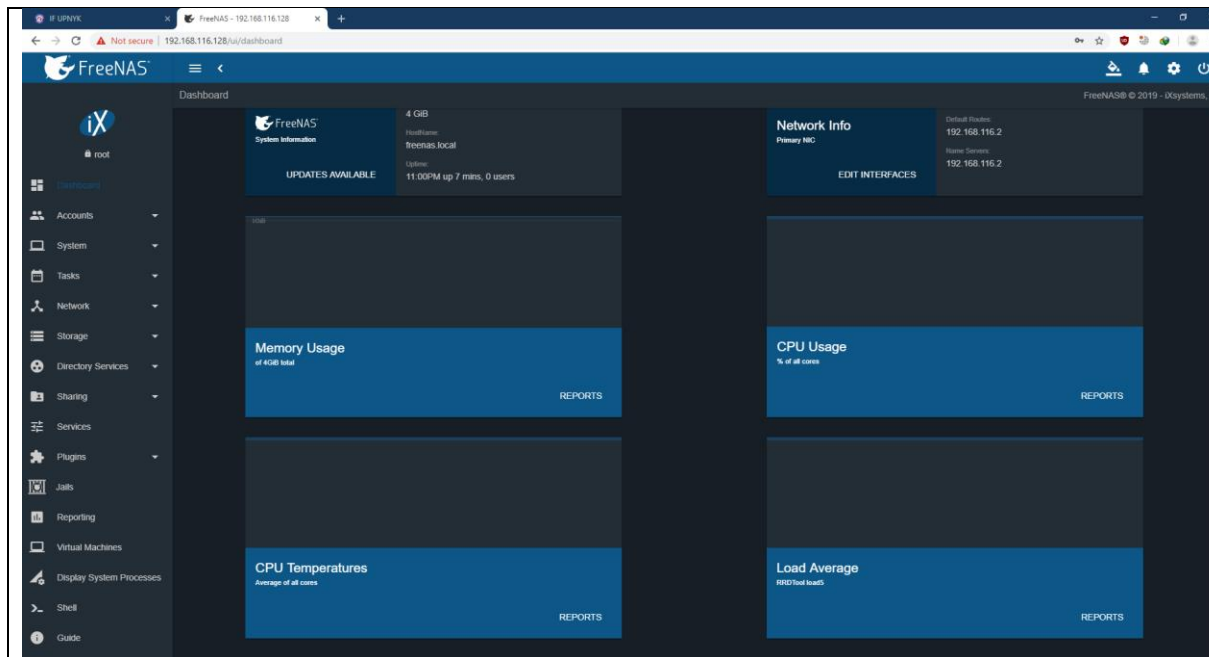 IF UPNYK
FreeNAS - 192.168.116.128
Not secure | 192.168.116.128/ui/dashboard
FreeNAS
Dashboard
FreeNAS® © 2019 - iXsystems,
iX
root
Dashboard
Accounts
System
Tasks
Network
Storage
Directory Services
Sharing
Services
Plugins
Jails
Reporting
Virtual Machines
Display System Processes
Shell
Guide
FreeNAS
System Information
UPDATES AVAILABLE
4 GiB
HostName:
freenas.local
Uptime:
11:00PM up 7 mins, 0 users
Network Info
Primary NIC
EDIT INTERFACES
Default Routes:
192.168.116.2
Name Servers:
192.168.116.2
Memory Usage
of 4GiB total
REPORTS
CPU Usage
% of all cores
REPORTS
CPU Temperatures
Average of all cores
REPORTS
Load Average
RRDTool load5
REPORTS